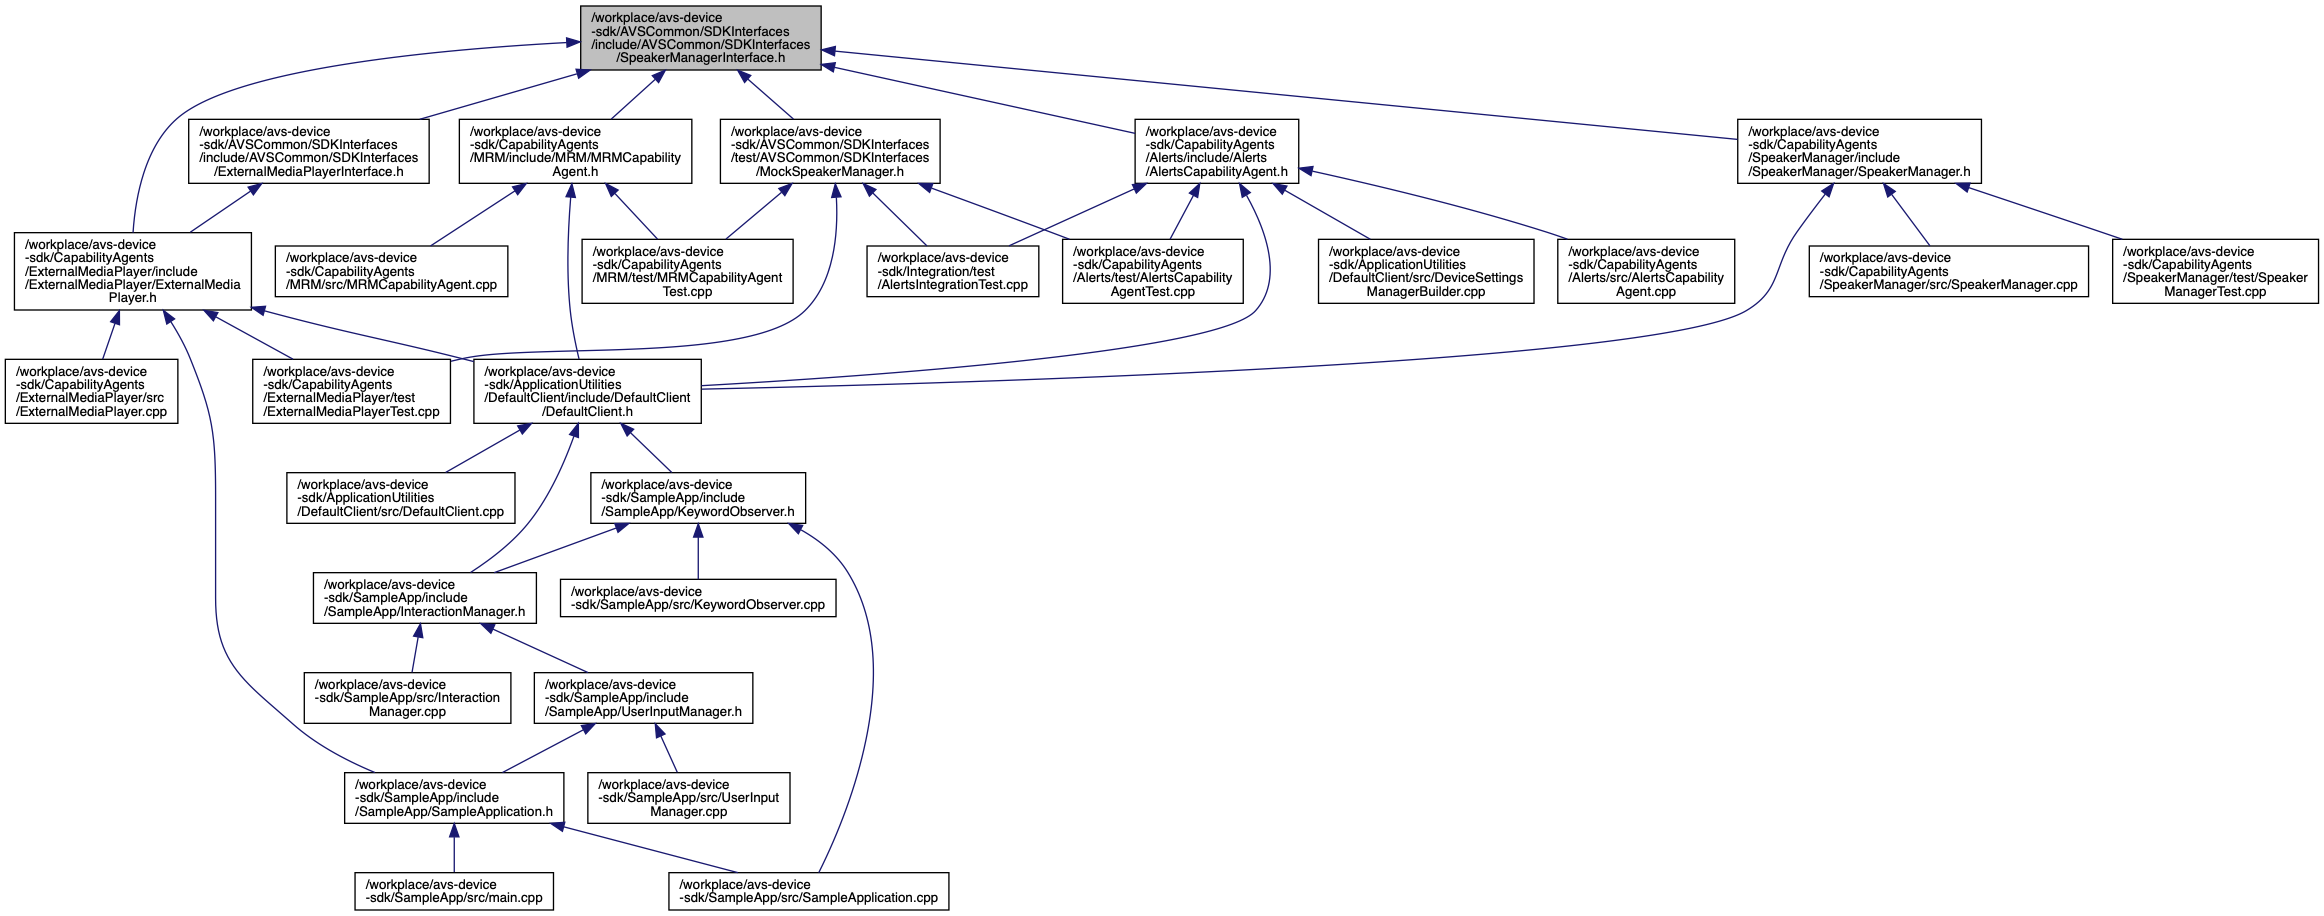 /workplace/avs-device
-sdk/AVSCommon/SDKInterfaces
/include/AVSCommon/SDKInterfaces
/SpeakerManagerInterface.h
/workplace/avs-device
-sdk/AVSCommon/SDKInterfaces
/include/AVSCommon/SDKInterfaces
/ExternalMediaPlayerInterface.h
/workplace/avs-device
-sdk/CapabilityAgents
/MRM/include/MRM/MRMCapability
Agent.h
/workplace/avs-device
-sdk/AVSCommon/SDKInterfaces
/test/AVSCommon/SDKInterfaces
/MockSpeakerManager.h
/workplace/avs-device
-sdk/CapabilityAgents
/Alerts/include/Alerts
/AlertsCapabilityAgent.h
/workplace/avs-device
-sdk/CapabilityAgents
/SpeakerManager/include
/SpeakerManager/SpeakerManager.h
/workplace/avs-device
-sdk/CapabilityAgents
/ExternalMediaPlayer/include
/ExternalMediaPlayer/ExternalMedia
Player.h
/workplace/avs-device
-sdk/CapabilityAgents
/MRM/src/MRMCapabilityAgent.cpp
/workplace/avs-device
-sdk/CapabilityAgents
/MRM/test/MRMCapabilityAgent
Test.cpp
/workplace/avs-device
-sdk/Integration/test
/AlertsIntegrationTest.cpp
/workplace/avs-device
-sdk/CapabilityAgents
/Alerts/test/AlertsCapability
AgentTest.cpp
/workplace/avs-device
-sdk/ApplicationUtilities
/DefaultClient/src/DeviceSettings
ManagerBuilder.cpp
/workplace/avs-device
-sdk/CapabilityAgents
/Alerts/src/AlertsCapability
Agent.cpp
/workplace/avs-device
-sdk/CapabilityAgents
/SpeakerManager/src/SpeakerManager.cpp
/workplace/avs-device
-sdk/CapabilityAgents
/SpeakerManager/test/Speaker
ManagerTest.cpp
/workplace/avs-device
-sdk/CapabilityAgents
/ExternalMediaPlayer/src
/ExternalMediaPlayer.cpp
/workplace/avs-device
-sdk/CapabilityAgents
/ExternalMediaPlayer/test
/ExternalMediaPlayerTest.cpp
/workplace/avs-device
-sdk/ApplicationUtilities
/DefaultClient/include/DefaultClient
/DefaultClient.h
/workplace/avs-device
-sdk/ApplicationUtilities
/DefaultClient/src/DefaultClient.cpp
/workplace/avs-device
-sdk/SampleApp/include
/SampleApp/KeywordObserver.h
/workplace/avs-device
-sdk/SampleApp/include
/SampleApp/InteractionManager.h
/workplace/avs-device
-sdk/SampleApp/src/KeywordObserver.cpp
/workplace/avs-device
-sdk/SampleApp/src/Interaction
Manager.cpp
/workplace/avs-device
-sdk/SampleApp/include
/SampleApp/UserInputManager.h
/workplace/avs-device
-sdk/SampleApp/include
/SampleApp/SampleApplication.h
/workplace/avs-device
-sdk/SampleApp/src/UserInput
Manager.cpp
/workplace/avs-device
-sdk/SampleApp/src/main.cpp
/workplace/avs-device
-sdk/SampleApp/src/SampleApplication.cpp